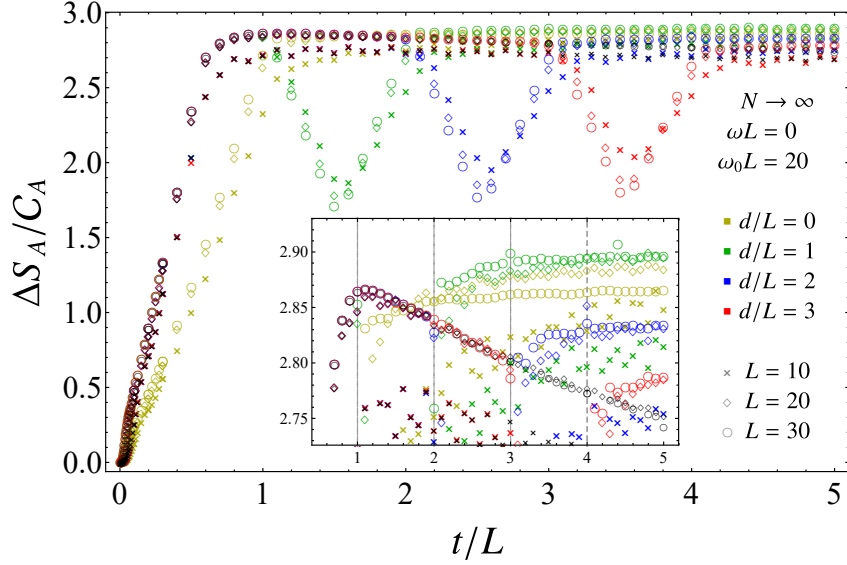 3.0
2.5
2.0
1.5
1.0
0.5
0.0
ΔS_A/C_A
N → ∞
ωL = 0
ω₀L = 20
d/L = 0
d/L = 1
d/L = 2
d/L = 3
L = 10
L = 20
L = 30
2.90
2.85
2.80
2.75
1 2 3 4 5
0 1 2 3 4 5
t/L